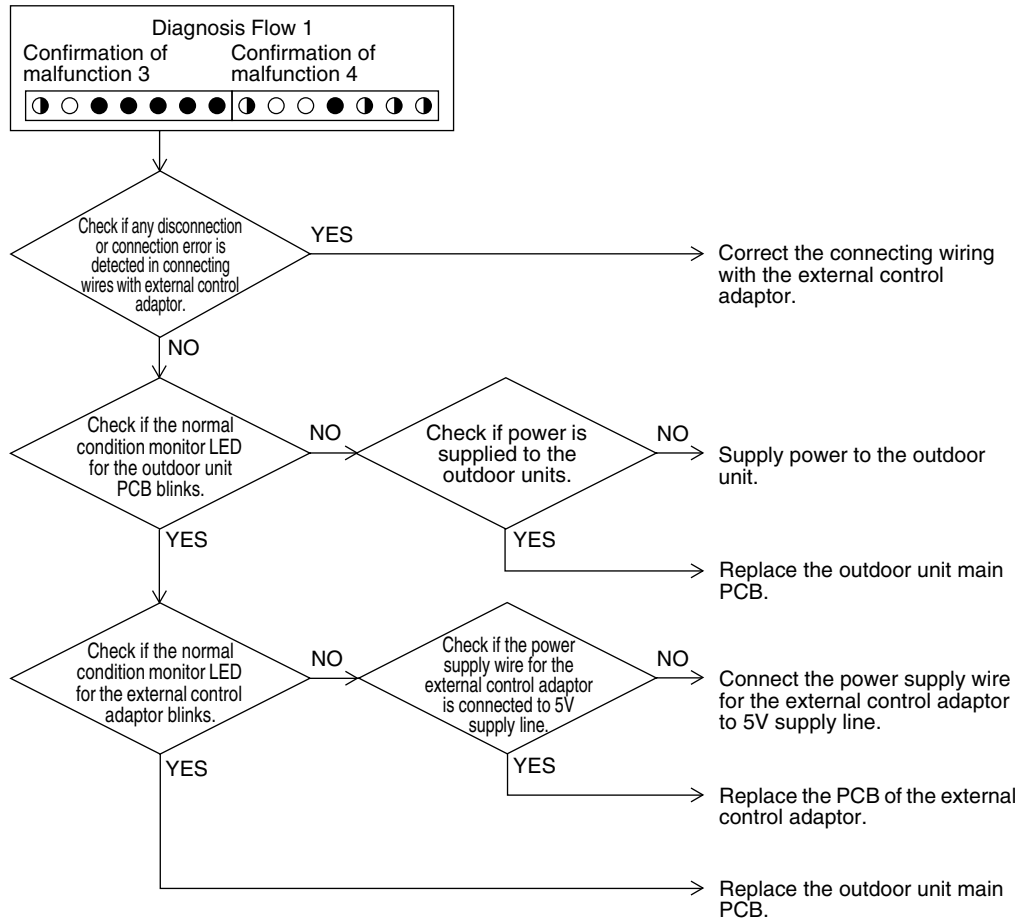 Diagnosis Flow 1
Confirmation of
malfunction 3
Confirmation of
malfunction 4
Check if any disconnection
or connection error is
detected in connecting
wires with external control
adaptor.
YES
Correct the connecting wiring
with the external control
adaptor.
NO
Check if the normal
condition monitor LED
for the outdoor unit
PCB blinks.
NO
Check if power is
supplied to the
outdoor units.
NO
Supply power to the outdoor
unit.
YES
YES
Replace the outdoor unit main
PCB.
Check if the normal
condition monitor LED
for the external control
adaptor blinks.
NO
Check if the power
supply wire for the
external control adaptor
is connected to 5V
supply line.
NO
Connect the power supply wire
for the external control adaptor
to 5V supply line.
YES
YES
Replace the PCB of the external
control adaptor.
Replace the outdoor unit main
PCB.